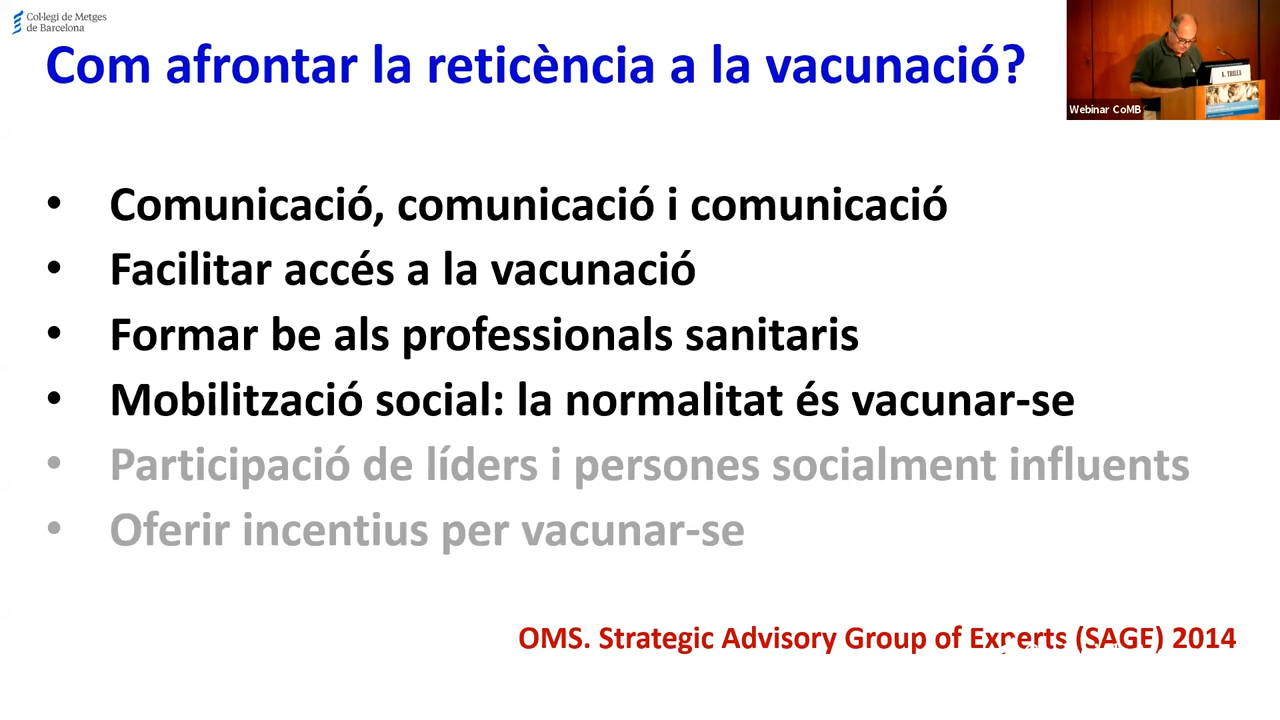 Col·legi de Metges
de Barcelona
Com afrontar la reticència a la vacunació?
A. TRILLA
Webinar CoMB
• Comunicació, comunicació i comunicació
• Facilitar accés a la vacunació
• Formar be als professionals sanitaris
• Mobilització social: la normalitat és vacunar-se
• Participació de líders i persones socialment influents
• Oferir incentius per vacunar-se
OMS. Strategic Advisory Group of Experts (SAGE) 2014